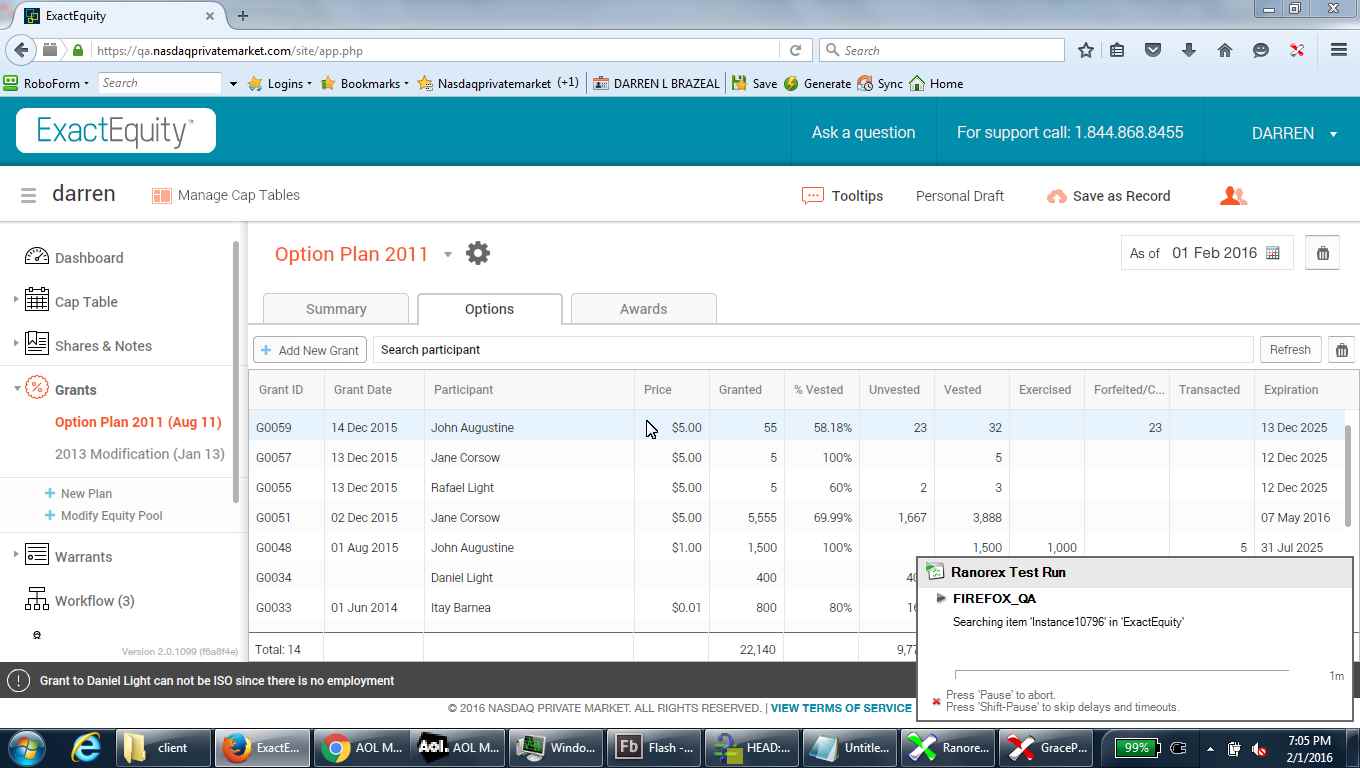 ExactEquity
https://qa.nasdaqprivatemarket.com/site/app.php
Search
RoboForm Search Logins Bookmarks Nasdaqprivatemarket (+1) DARREN L BRAZEAL Save Generate Sync Home
ExactEquity™ Ask a question For support call: 1.844.868.8455 DARREN
darren Manage Cap Tables Tooltips Personal Draft Save as Record
Dashboard
Cap Table
Shares & Notes
Grants
Option Plan 2011 (Aug 11)
2013 Modification (Jan 13)
+ New Plan
+ Modify Equity Pool
Warrants
Workflow (3)
Version 2.0.1099 (f6a8f4e)
Option Plan 2011 As of 01 Feb 2016
Summary Options Awards
+ Add New Grant Search participant Refresh
Grant ID Grant Date Participant Price Granted % Vested Unvested Vested Exercised Forfeited/C... Transacted Expiration
G0059 14 Dec 2015 John Augustine $5.00 55 58.18% 23 32 23 13 Dec 2025
G0057 13 Dec 2015 Jane Corsow $5.00 5 100% 5 12 Dec 2025
G0055 13 Dec 2015 Rafael Light $5.00 5 60% 2 3 12 Dec 2025
G0051 02 Dec 2015 Jane Corsow $5.00 5,555 69.99% 1,667 3,888 07 May 2016
G0048 01 Aug 2015 John Augustine $1.00 1,500 100% 1,500 1,000 5 31 Jul 2025
G0034 Daniel Light 400
G0033 01 Jun 2014 Itay Barnea $0.01 800 80%
Total: 14 22,140
Ranorex Test Run
FIREFOX_QA
Searching item 'Instance10796' in 'ExactEquity'
1m
Press 'Pause' to abort.
Press 'Shift-Pause' to skip delays and timeouts.
Grant to Daniel Light can not be ISO since there is no employment
© 2016 NASDAQ PRIVATE MARKET. ALL RIGHTS RESERVED. | VIEW TERMS OF SERVICE
client ExactE... AOL M... Aol. AOL M... Windo... Fb Flash -... HEAD:... Untitle... Ranore... GraceP... 99% 7:05 PM
2/1/2016